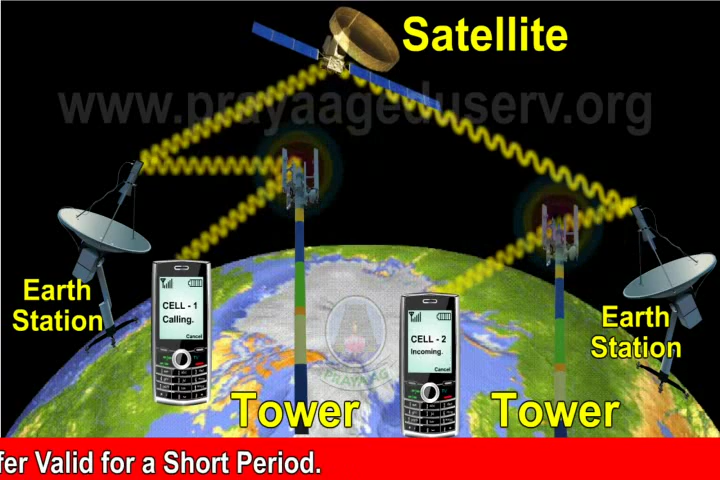 Satellite
www.prayaageduserv.org
Earth
Station
CELL - 1
Calling.
Cancel
CELL - 2
Incoming.
Cancel
Earth
Station
PRAYAAG
Tower
Tower
fer Valid for a Short Period.